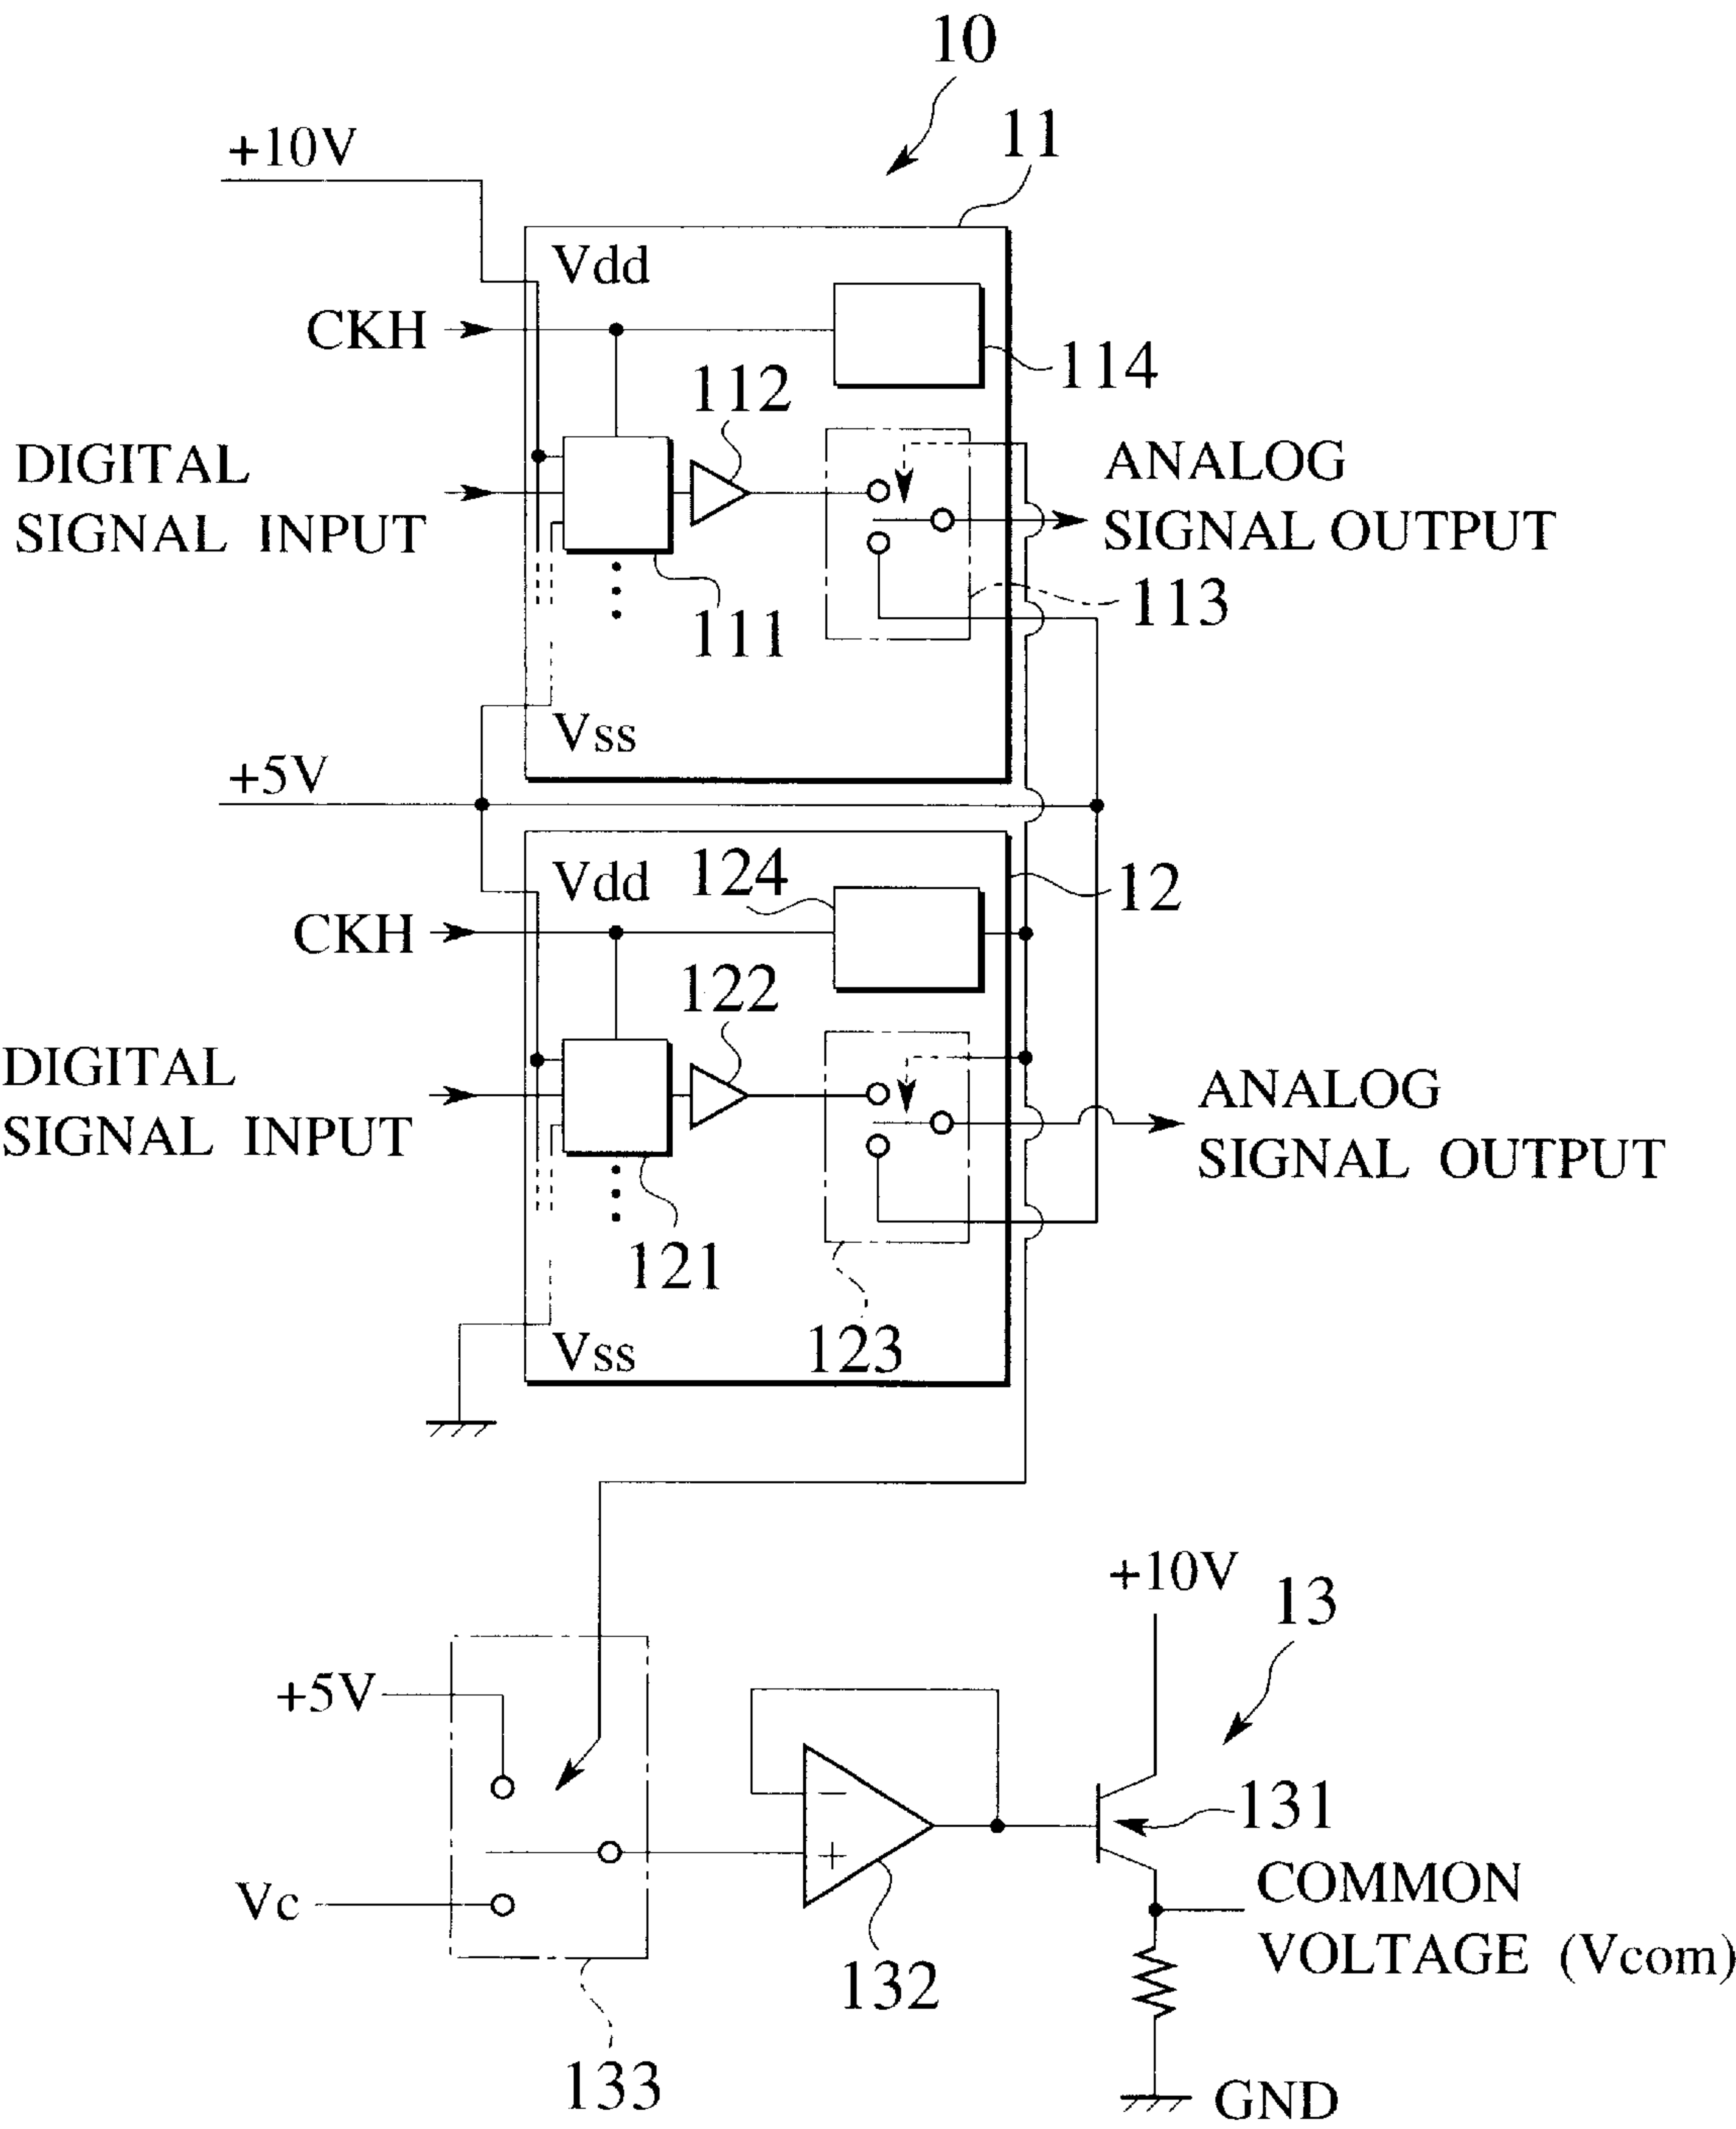 10
11
+10V
Vdd
CKH
114
112
DIGITAL
SIGNAL INPUT
ANALOG
SIGNAL OUTPUT
113
111
Vss
+5V
Vdd
124
12
CKH
122
DIGITAL
SIGNAL INPUT
ANALOG
SIGNAL OUTPUT
121
123
Vss
+10V
13
+5V
−
+
131
Vc
COMMON
VOLTAGE (Vcom)
132
133
GND